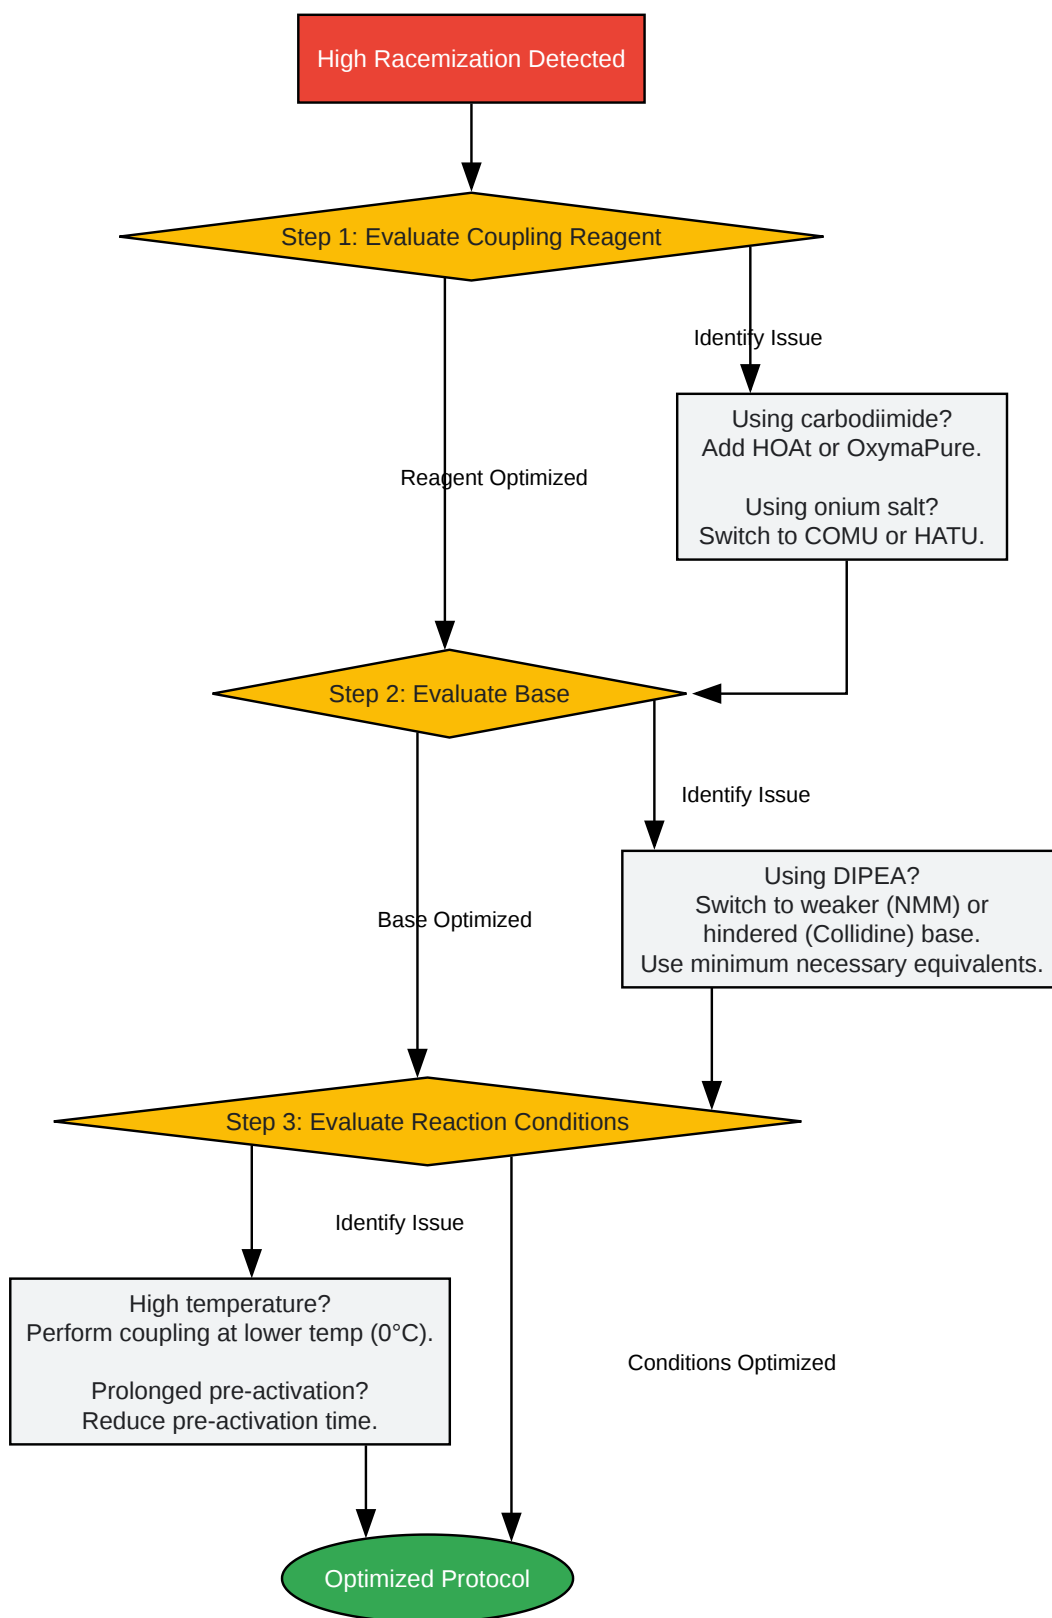 High Racemization Detected
Step 1: Evaluate Coupling Reagent
Identify Issue
Using carbodiimide?
Add HOAt or OxymaPure.
Using onium salt?
Switch to COMU or HATU.
Reagent Optimized
Step 2: Evaluate Base
Identify Issue
Using DIPEA?
Switch to weaker (NMM) or
hindered (Collidine) base.
Use minimum necessary equivalents.
Base Optimized
Step 3: Evaluate Reaction Conditions
Identify Issue
High temperature?
Perform coupling at lower temp (0°C).
Prolonged pre-activation?
Reduce pre-activation time.
Conditions Optimized
Optimized Protocol